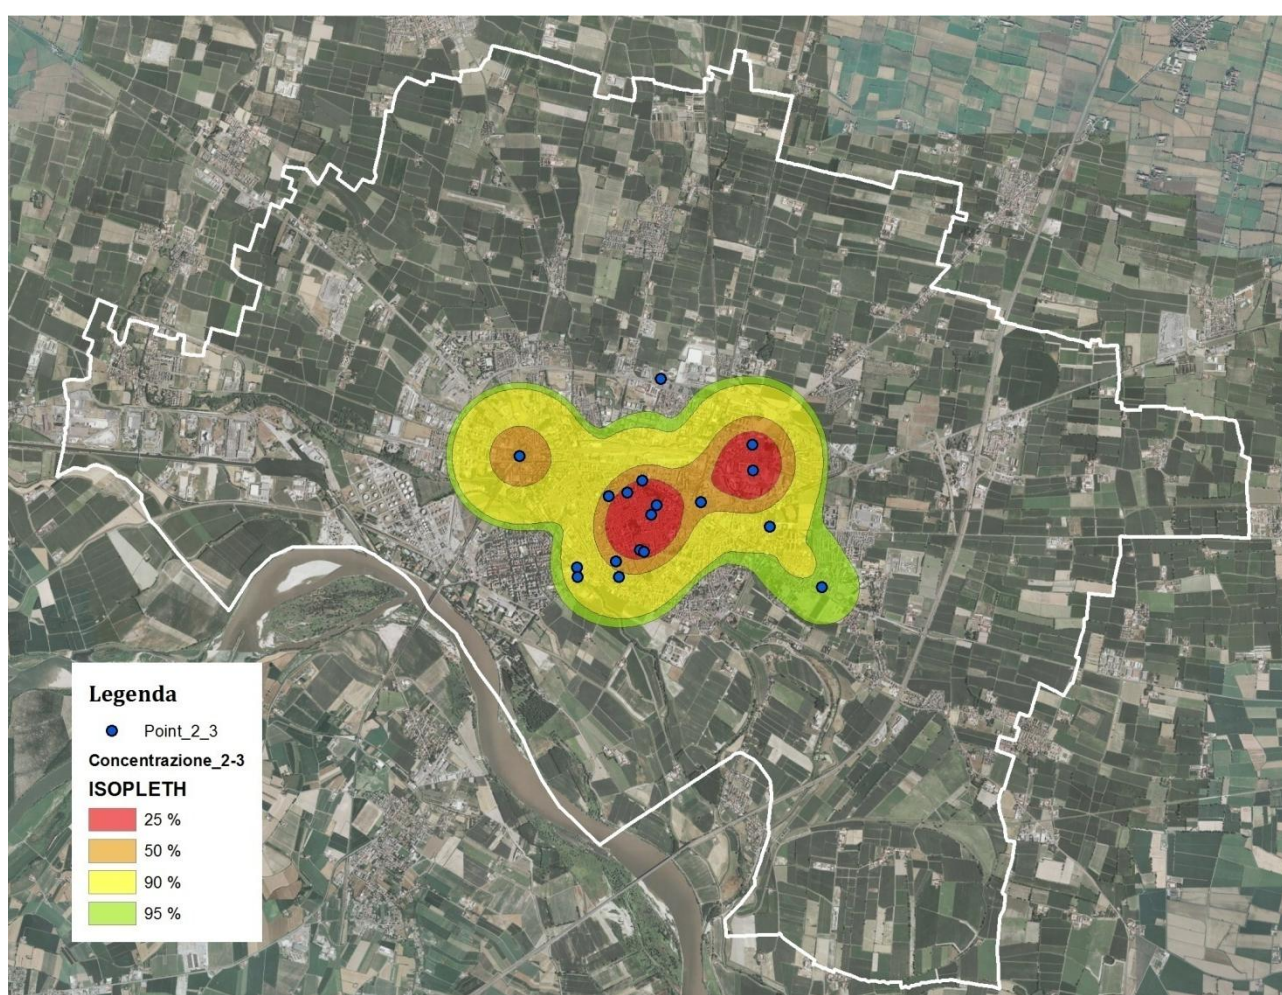 Legenda
Point_2_3
Concentrazione_2-3
ISOPLETH
25 %
50 %
90 %
95 %